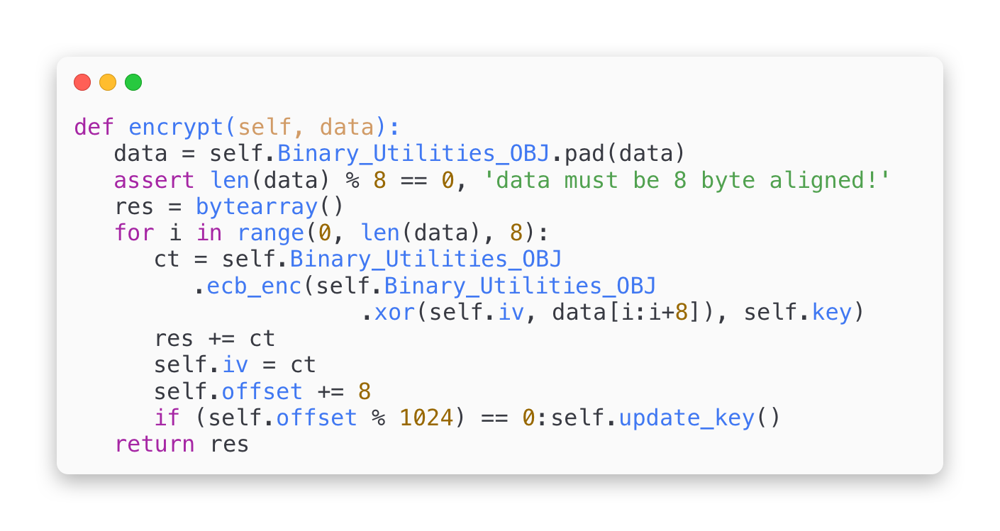 def encrypt(self, data):
   data = self.Binary_Utilities_OBJ.pad(data)
   assert len(data) % 8 == 0, 'data must be 8 byte aligned!'
   res = bytearray()
   for i in range(0, len(data), 8):
      ct = self.Binary_Utilities_OBJ
         .ecb_enc(self.Binary_Utilities_OBJ
                     .xor(self.iv, data[i:i+8]), self.key)
      res += ct
      self.iv = ct
      self.offset += 8
      if (self.offset % 1024) == 0:self.update_key()
   return res